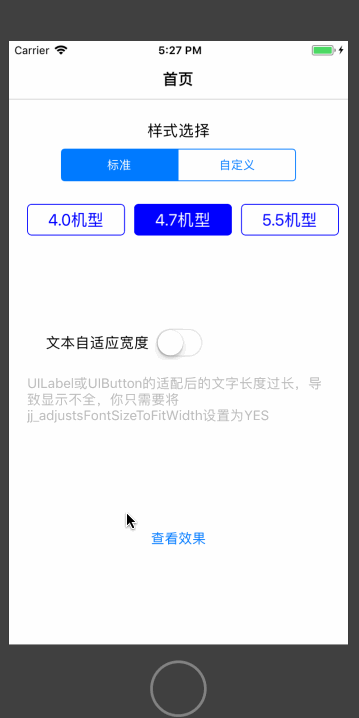 Carrier 5:27 PM
首页
样式选择
标准 自定义
4.0机型 4.7机型 5.5机型
文本自适应宽度
UILabel或UIButton的适配后的文字长度过长，导
致显示不全，你只需要将
jj_adjustsFontSizeToFitWidth设置为YES
查看效果